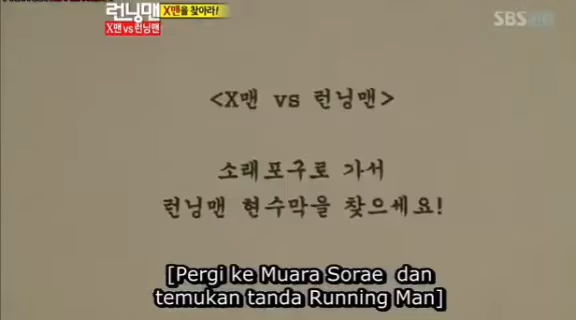 런닝맨 X맨을 찾아라!
X맨 vs 런닝맨
SBS
<X맨 vs 런닝맨>
소래포구로 가서
런닝맨 현수막을 찾으세요!
[Pergi ke Muara Sorae dan
temukan tanda Running Man]